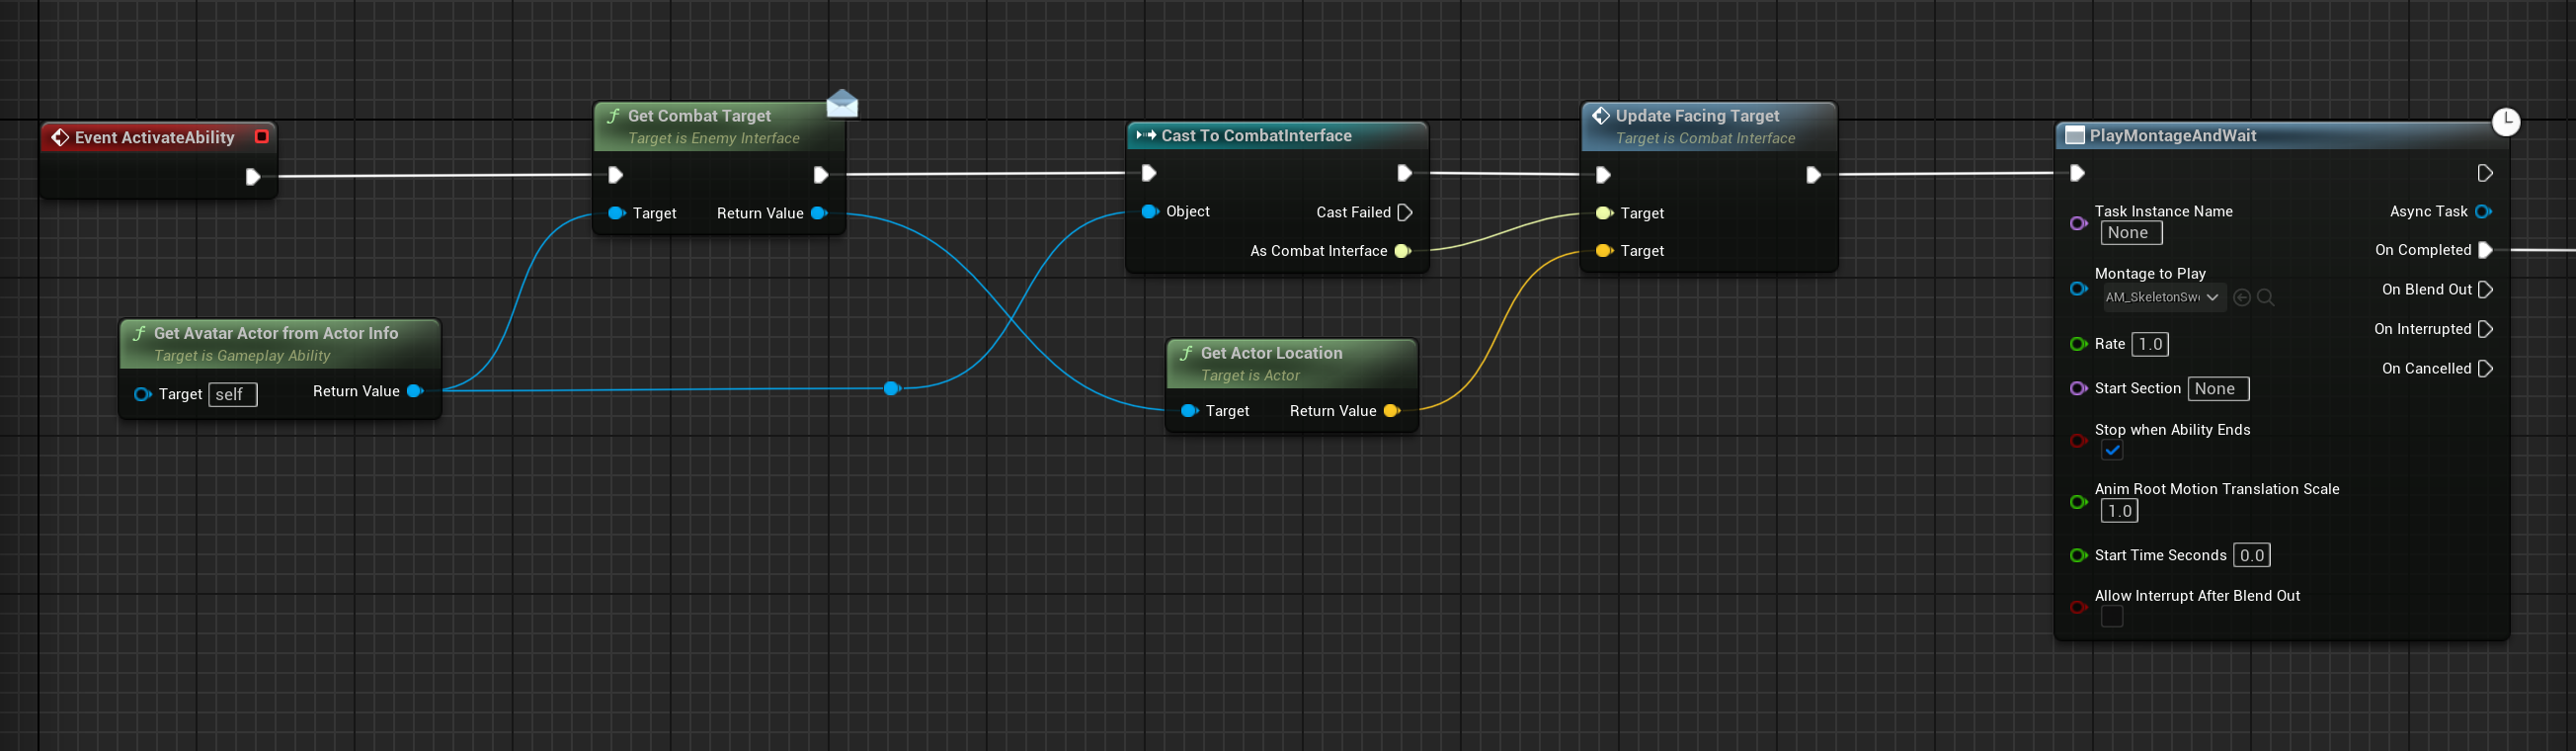 Event ActivateAbility
f Get Combat Target
Target is Enemy Interface
Target
Return Value
f Get Avatar Actor from Actor Info
Target is Gameplay Ability
Target self
Return Value
Cast To CombatInterface
Object
Cast Failed
As Combat Interface
f Get Actor Location
Target is Actor
Target
Return Value
Update Facing Target
Target is Combat Interface
Target
Target
PlayMontageAndWait
Task Instance Name
None
Async Task
On Completed
Montage to Play
AM_SkeletonSw
On Blend Out
On Interrupted
Rate 1.0
On Cancelled
Start Section None
Stop when Ability Ends
Anim Root Motion Translation Scale
1.0
Start Time Seconds 0.0
Allow Interrupt After Blend Out